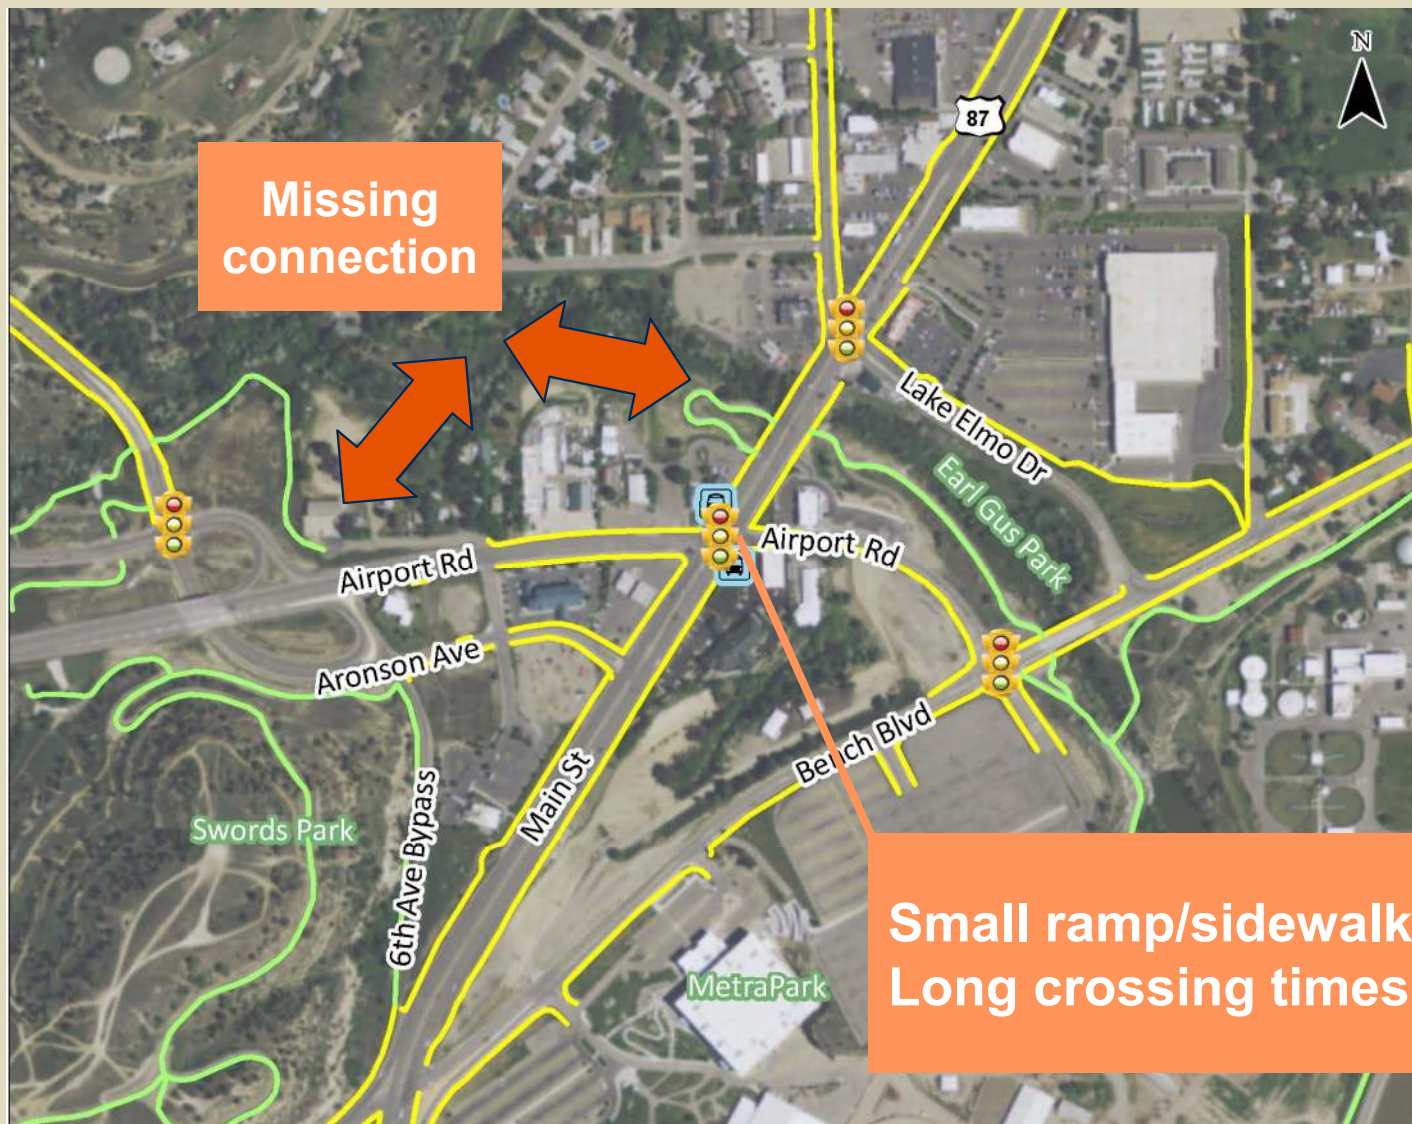 N
87
Missing
connection
Lake Elmo Dr
Earl Gus Park
Airport Rd
Airport Rd
Aronson Ave
Bench Blvd
Main St
Swords Park
6th Ave Bypass
MetraPark
Small ramp/sidewalk
Long crossing times